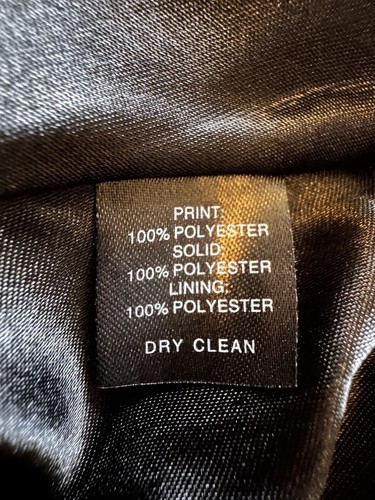 PRINT:
100% POLYESTER
SOLID:
100% POLYESTER
LINING:
100% POLYESTER
DRY CLEAN